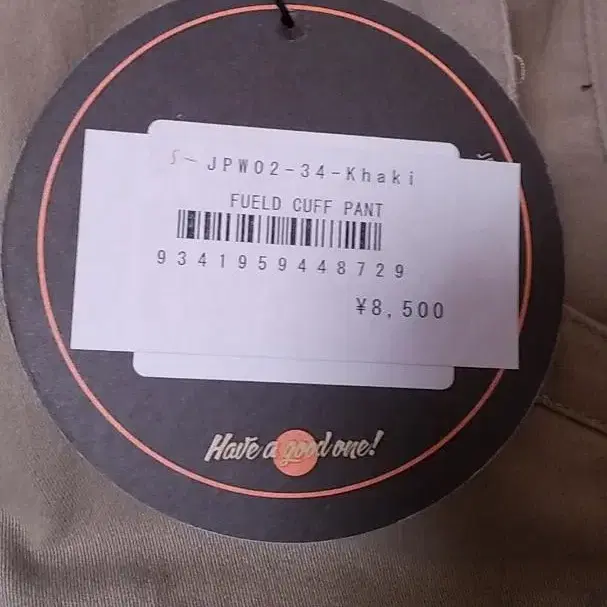 S-JPW02-34-Khaki
FUELD CUFF PANT
9341959448729
¥8,500
Have a good one!